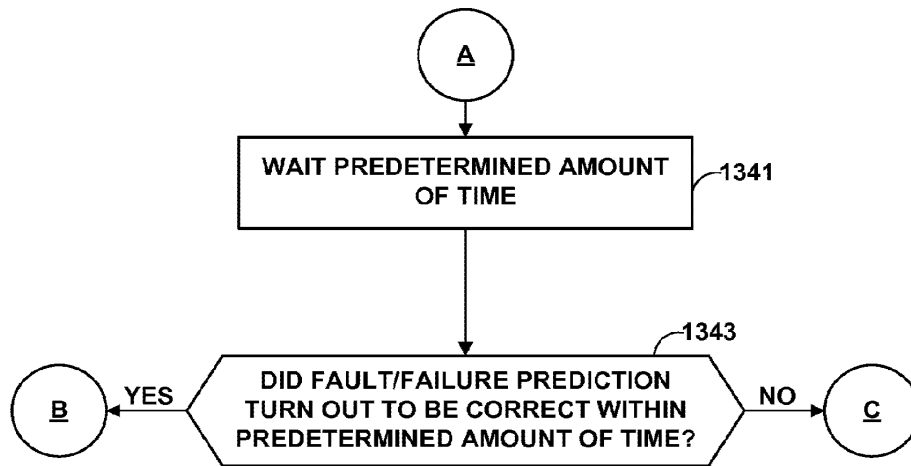 A
WAIT PREDETERMINED AMOUNT
OF TIME
1341
1343
DID FAULT/FAILURE PREDICTION
TURN OUT TO BE CORRECT WITHIN
PREDETERMINED AMOUNT OF TIME?
B
YES
NO
C